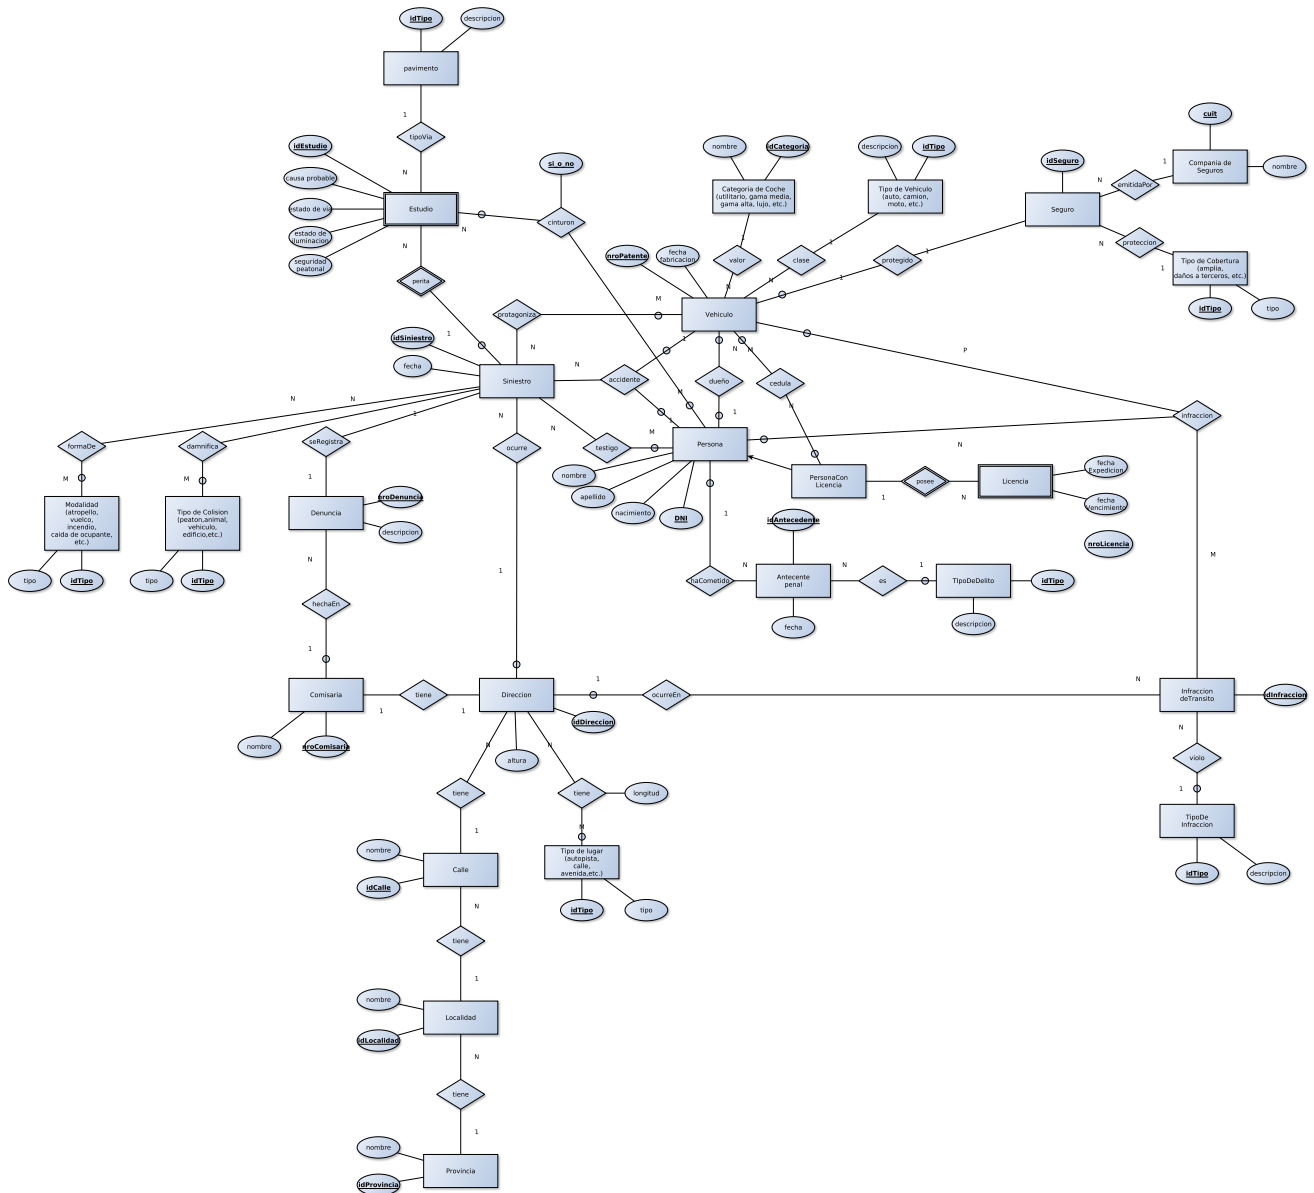 idTipo
descripcion
pavimento
1
tipoVia
N
idEstudio
causa probable
estado de via
estado de
iluminacion
seguridad
peatonal
Estudio
N
N
si_o_no
cinturon
perita
1
nombre
idCategoria
Categoria de Coche
(utilitario, gama media,
gama alta, lujo, etc.)
1
valor
N
descripcion
idTipo
Tipo de Vehiculo
(auto, camion,
moto, etc.)
1
clase
N
cuit
Compania de
Seguros
nombre
1
emitidaPor
N
idSeguro
Seguro
N
proteccion
1
Tipo de Cobertura
(amplia,
daños a terceros, etc.)
idTipo
tipo
1
protegido
1
nroPatente
fecha
fabricacion
Vehiculo
M
protagoniza
N
idSiniestro
fecha
Siniestro
N
accidente
1
1
N
dueño
1
M
cedula
M
P
infraccion
N
M
M
N
N
1
formaDe
M
damnifica
M
seRegistra
1
N
ocurre
1
N
testigo
M
Persona
nombre
apellido
nacimiento
DNI
PersonaCon
Licencia
1
posee
N
Licencia
fecha
Expedicion
fecha
Vencimiento
nroLicencia
Modalidad
(atropello,
vuelco,
incendio,
caida de ocupante,
etc.)
tipo
idTipo
Tipo de Colision
(peaton,animal,
vehiculo,
edificio,etc.)
tipo
idTipo
Denuncia
nroDenuncia
descripcion
N
hechaEn
1
1
haCometido
N
idAntecedente
Antecente
penal
fecha
N
es
1
TIpoDeDelito
idTipo
descripcion
Comisaria
nombre
nroComisaria
1
tiene
1
Direccion
idDireccion
altura
1
ocurreEn
N
Infraccion
deTransito
idInfraccion
N
violo
1
TipoDe
Infraccion
idTipo
descripcion
N
tiene
1
N
tiene
longitud
M
Tipo de lugar
(autopista,
calle,
avenida,etc.)
idTipo
tipo
nombre
idCalle
Calle
N
tiene
1
nombre
idLocalidad
Localidad
N
tiene
1
nombre
idProvincia
Provincia